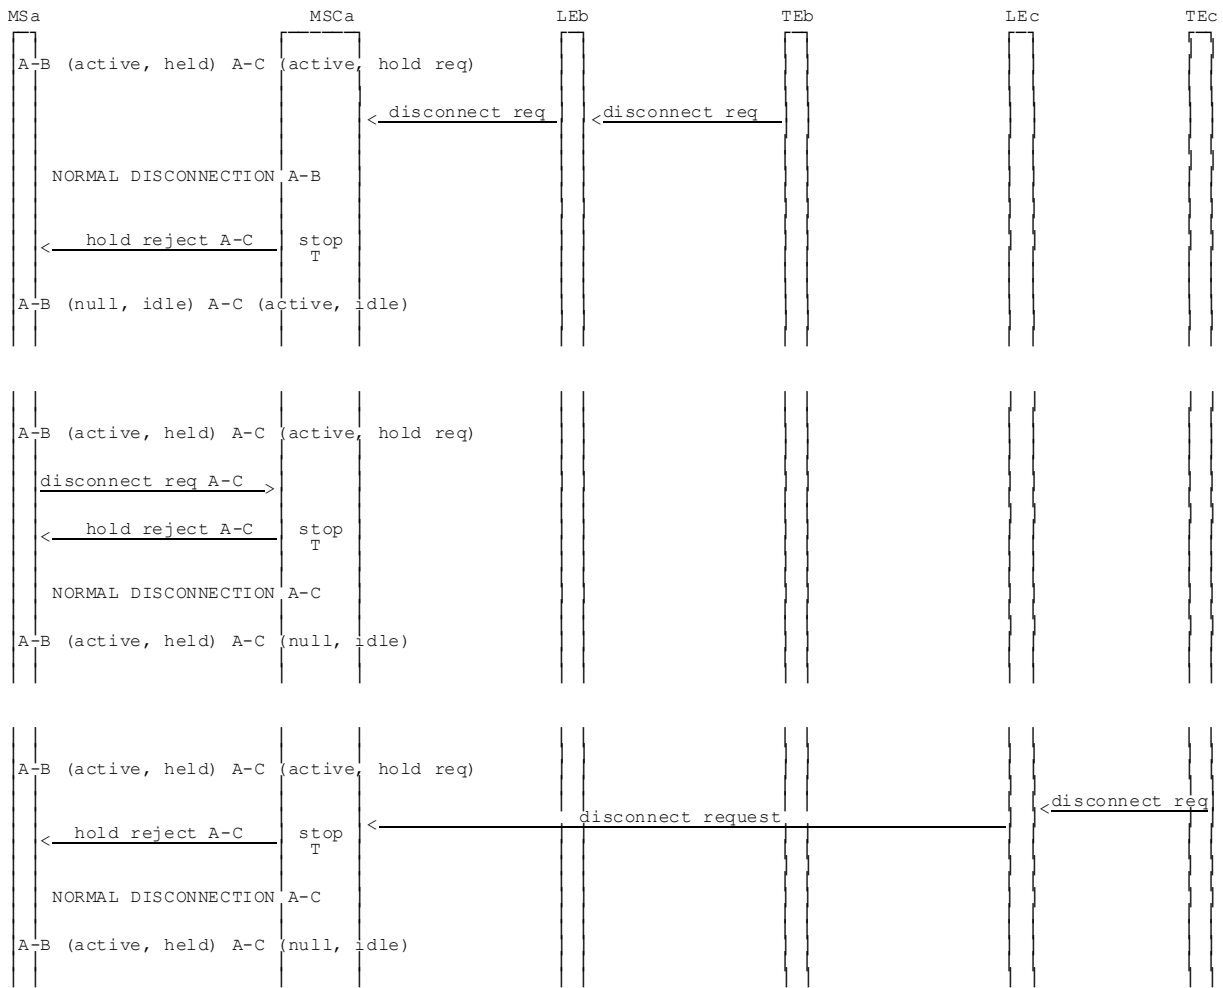 MSa MSCa LEb TEb LEc TEc
A-B (active, held) A-C (active, hold req)
disconnect req disconnect req
NORMAL DISCONNECTION A-B
hold reject A-C stop
T
A-B (null, idle) A-C (active, idle)
A-B (active, held) A-C (active, hold req)
disconnect req A-C
hold reject A-C stop
T
NORMAL DISCONNECTION A-C
A-B (active, held) A-C (null, idle)
A-B (active, held) A-C (active, hold req)
disconnect req
disconnect request
hold reject A-C stop
T
NORMAL DISCONNECTION A-C
A-B (active, held) A-C (null, idle)